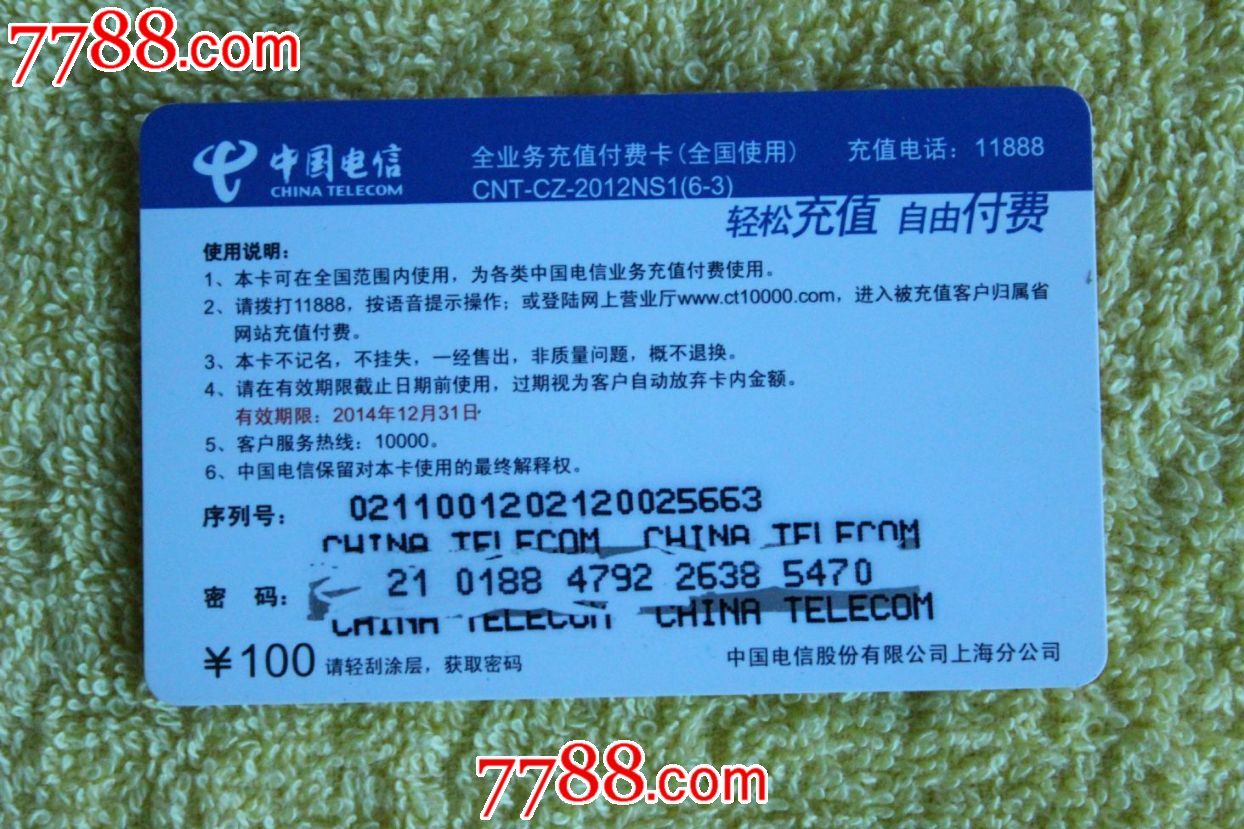 7788.com
中国电信
CHINA TELECOM
全业务充值付费卡(全国使用)
充值电话：11888
CNT-CZ-2012NS1(6-3)
轻松充值 自由付费
使用说明：
1、本卡可在全国范围内使用，为各类中国电信业务充值付费使用。
2、请拨打11888，按语音提示操作；或登陆网上营业厅www.ct10000.com，进入被充值客户归属省
网站充值付费。
3、本卡不记名，不挂失，一经售出，非质量问题，概不退换。
4、请在有效期限截止日期前使用，过期视为客户自动放弃卡内金额。
有效期限：2014年12月31日
5、客户服务热线：10000。
6、中国电信保留对本卡使用的最终解释权。
序列号： 0211001202120025663
CHINA TELECOM CHINA TELECOM
密 码： 21 0188 4792 2638 5470
CHINA TELECOM CHINA TELECOM
¥100 请轻刮涂层，获取密码
中国电信股份有限公司上海分公司
7788.com